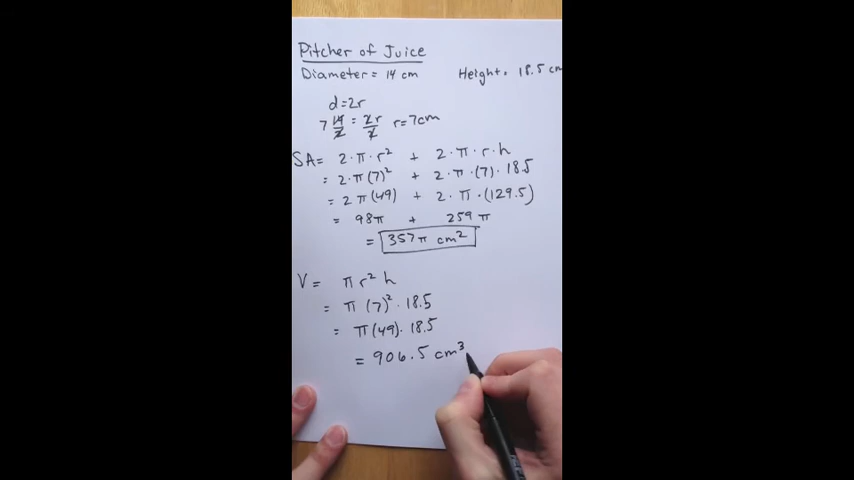 Pitcher of Juice
Diameter = 14 cm Height = 18.5 cm
d=2r
7 14/2 = 2r/2 r=7cm
SA= 2·π·r² + 2·π·r·h
= 2·π(7)² + 2·π·(7)·18.5
= 2π(49) + 2·π·(129.5)
= 98π + 259π
= 357π cm²
V = πr²h
= π(7)²·18.5
= π(49)·18.5
= 906.5 cm³